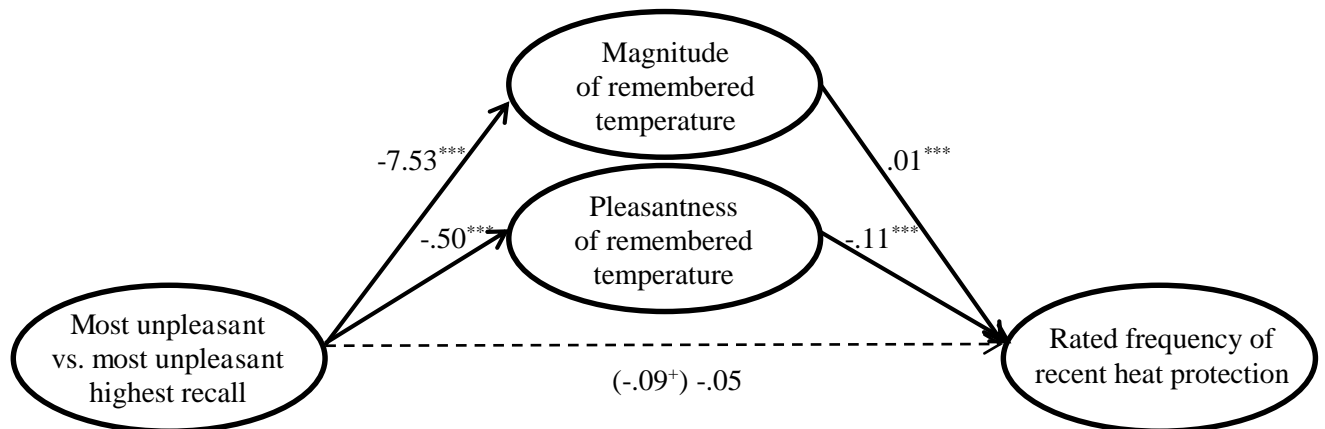 Magnitude
of remembered
temperature
-7.53***
.01***
Pleasantness
of remembered
temperature
-.50***
-.11***
Most unpleasant
vs. most unpleasant
highest recall
Rated frequency of
recent heat protection
(-.09+) -.05